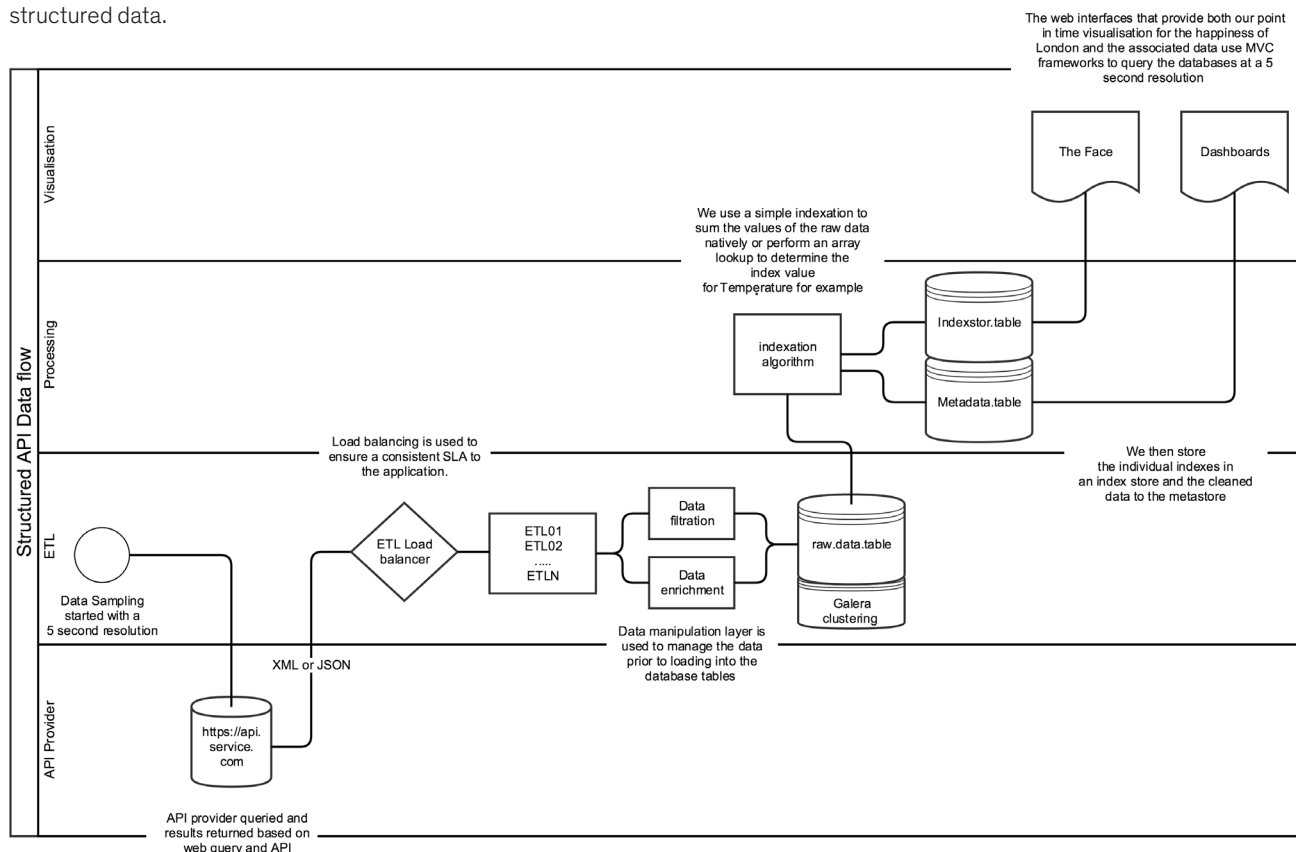 structured data.
The web interfaces that provide both our point
in time visualisation for the happiness of
London and the associated data use MVC
frameworks to query the databases at a 5
second resolution
Structured API Data flow
Visualisation
The Face
Dashboards
We use a simple indexation to
sum the values of the raw data
natively or perform an array
lookup to determine the
index value
for Temperature for example
Processing
indexation
algorithm
Indexstor.table
Metadata.table
Load balancing is used to
ensure a consistent SLA to
the application.
We then store
the individual indexes in
an index store and the cleaned
data to the metastore
ETL
Data Sampling
started with a
5 second resolution
ETL Load
balancer
ETL01
ETL02
.....
ETLN
Data
filtration
Data
enrichment
raw.data.table
Galera
clustering
Data manipulation layer is
used to manage the data
prior to loading into the
database tables
XML or JSON
API Provider
https://api.
service.
com
API provider queried and
results returned based on
web query and API